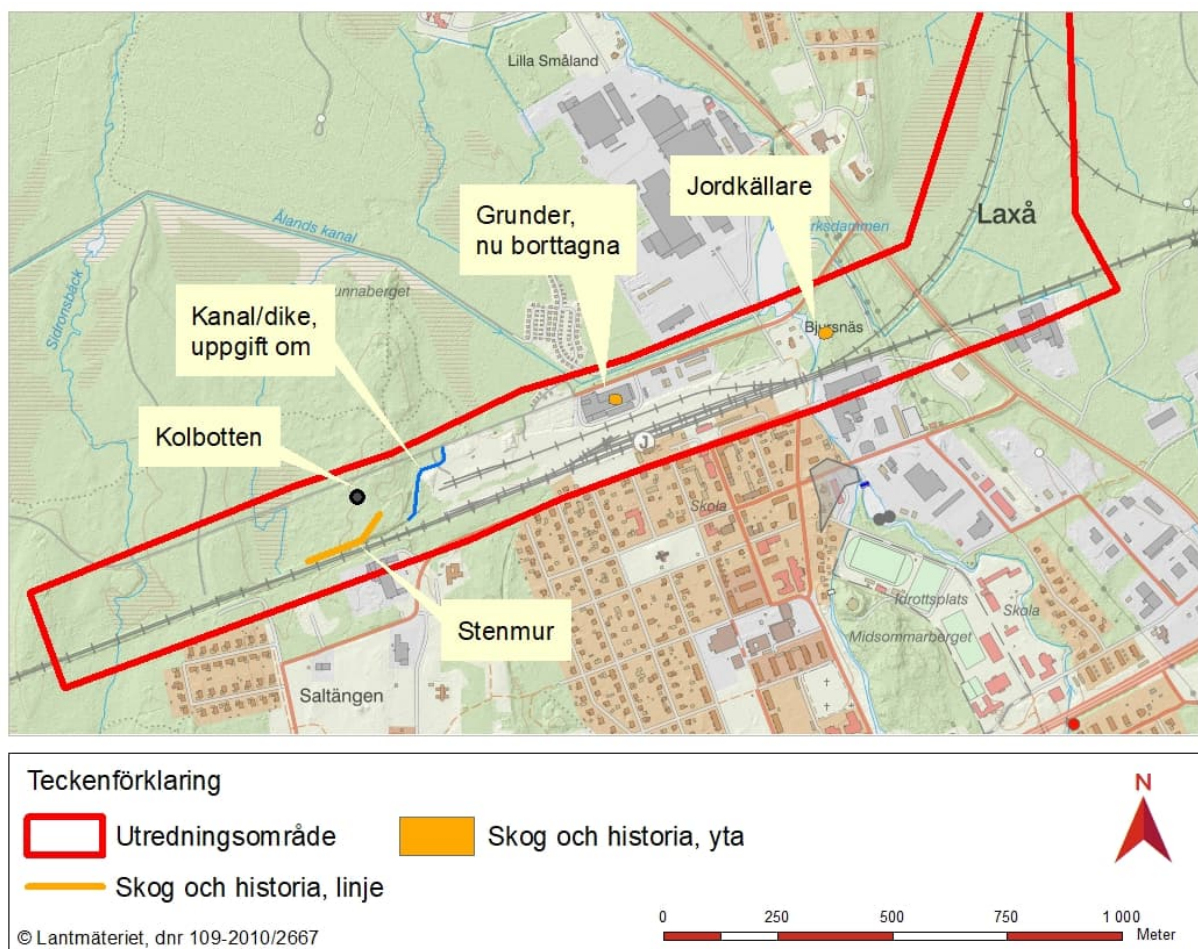 Lilla Småland
Jordkällare
Grunder,
nu borttagna
Laxå
Ålands kanal
rksdammen
unnaberget
Sidronsbäck
Kanal/dike,
uppgift om
Bjursnäs
Kolbotten
J
Skola
Idrottsplats
Skola
Stenmur
Midsommarberget
Saltängen
Teckenförklaring
N
Utredningsområde
Skog och historia, yta
Skog och historia, linje
0 250 500 750 1 000
Meter
© Lantmäteriet, dnr 109-2010/2667